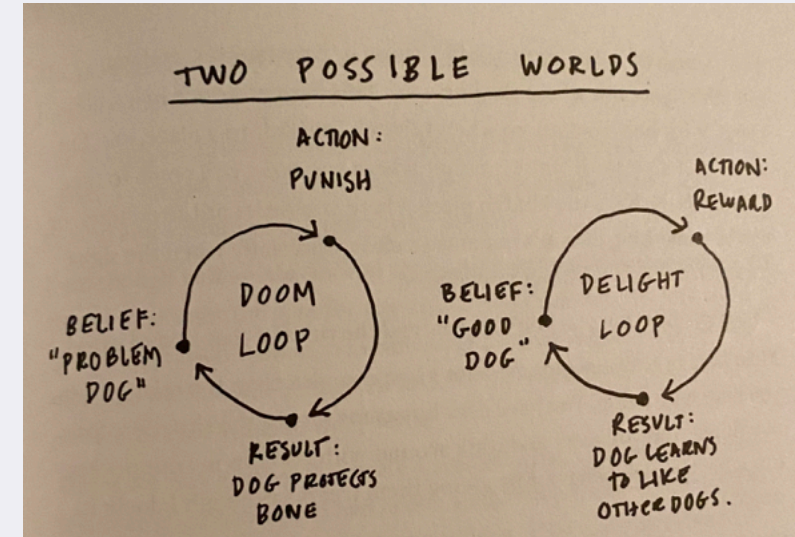 TWO POSSIBLE WORLDS
ACTION:
PUNISH
DOOM
LOOP
BELIEF:
"PROBLEM
DOG"
RESULT:
DOG PROTECTS
BONE
ACTION:
REWARD
DELIGHT
LOOP
BELIEF:
"GOOD
DOG"
RESULT:
DOG LEARNS
TO LIKE
OTHER DOGS.